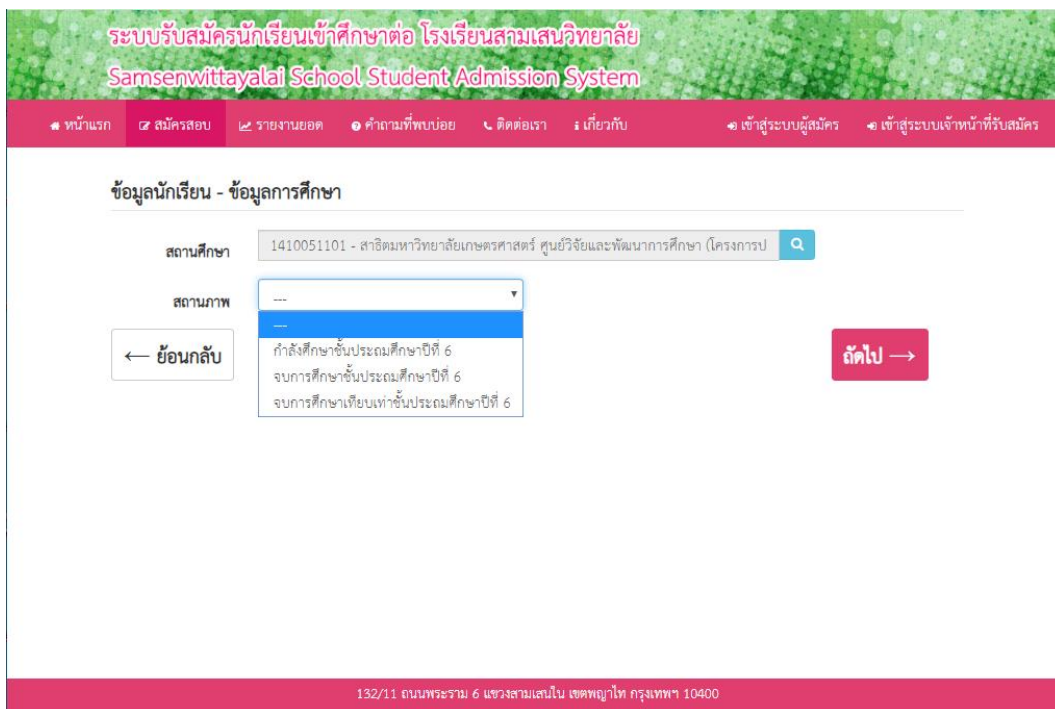 ระบบรับสมัครนักเรียนเข้าศึกษาต่อ โรงเรียนสามเสนวิทยาลัย
Samsenwittayalai School Student Admission System
หน้าแรก สมัครสอบ รายงานยอด คำถามที่พบบ่อย ติดต่อเรา เกี่ยวกับ เข้าสู่ระบบผู้สมัคร เข้าสู่ระบบเจ้าหน้าที่รับสมัคร
ข้อมูลนักเรียน - ข้อมูลการศึกษา
สถานศึกษา 1410051101 - สาธิตมหาวิทยาลัยเกษตรศาสตร์ ศูนย์วิจัยและพัฒนาการศึกษา (โครงการป
สถานภาพ ---
---
กำลังศึกษาชั้นประถมศึกษาปีที่ 6
จบการศึกษาชั้นประถมศึกษาปีที่ 6
จบการศึกษาเทียบเท่าชั้นประถมศึกษาปีที่ 6
← ย้อนกลับ ถัดไป →
132/11 ถนนพระราม 6 แขวงสามเสนใน เขตพญาไท กรุงเทพฯ 10400